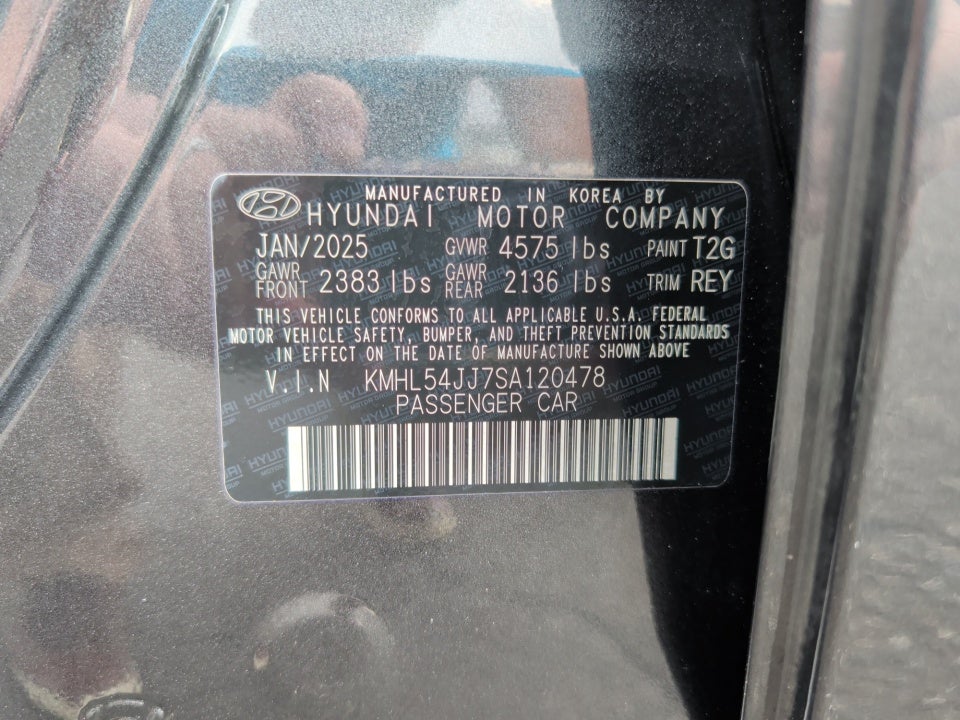 MANUFACTURED IN KOREA BY
HYUNDAI MOTOR COMPANY
JAN/2025 GVWR 4575 lbs PAINT T2G
GAWR FRONT 2383 lbs GAWR REAR 2136 lbs TRIM REY
THIS VEHICLE CONFORMS TO ALL APPLICABLE U.S.A. FEDERAL
MOTOR VEHICLE SAFETY, BUMPER, AND THEFT PREVENTION STANDARDS
IN EFFECT ON THE DATE OF MANUFACTURE SHOWN ABOVE
V.I.N KMHL54JJ7SA120478
PASSENGER CAR